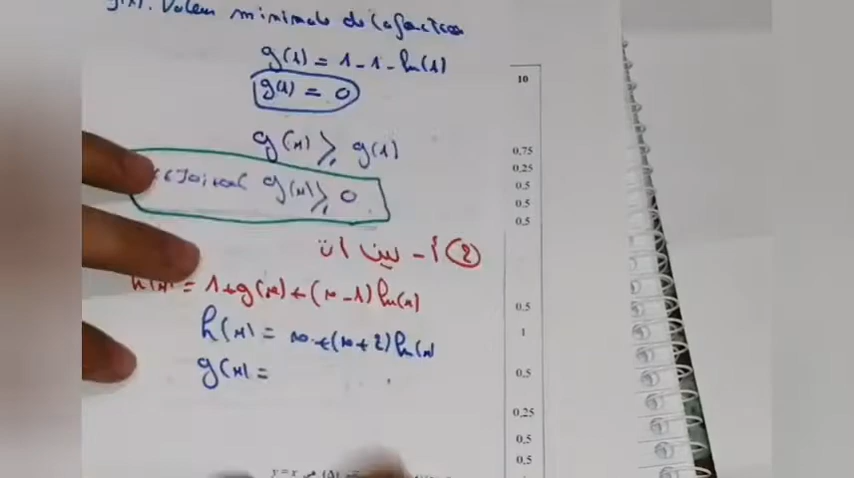 g(x). Valeur minimale de la fonction
g(1) = 1 - 1 - ln(1)
g(1) = 0
g(x) ⩾ g(1)
g(x) ⩾ 0
② أ - بين ان
h(x) = 1 + g(x) + (x - 1) ln(x)
h(x) = x + (x + 2) ln(x)
g(x) =
10
0,75
0,25
0.5
0.5
0.5
0.5
1
0.5
0,25
0.5
0.5
y = x
(Δ)